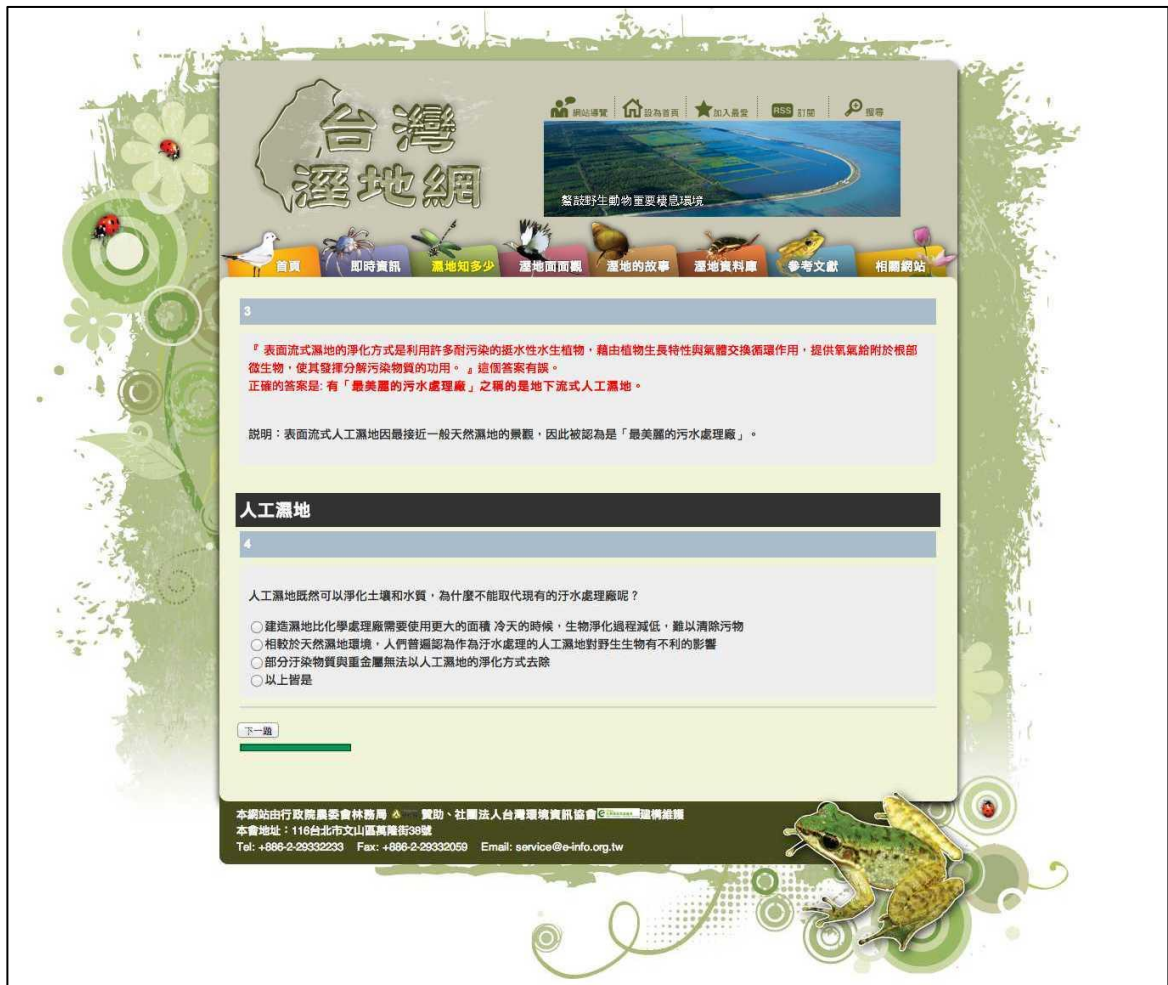 台灣
溼地網
網站導覽 設為首頁 加入最愛 RSS 訂閱 搜尋
鰲鼓野生動物重要棲息環境
首頁 即時資訊 濕地知多少 溼地面面觀 溼地的故事 溼地資料庫 參考文獻 相關網站
3
『 表面流式濕地的淨化方式是利用許多耐污染的挺水性水生植物，藉由植物生長特性與氣體交換循環作用，提供氧氣給附於根部
微生物，使其發揮分解污染物質的功用。 』這個答案有誤。
正確的答案是: 有「最美麗的污水處理廠」之稱的是地下流式人工濕地。
說明：表面流式人工濕地因最接近一般天然濕地的景觀，因此被認為是「最美麗的污水處理廠」。
人工濕地
4
人工濕地既然可以淨化土壤和水質，為什麼不能取代現有的汙水處理廠呢？
建造濕地比化學處理廠需要使用更大的面積 冷天的時候，生物淨化過程減低，難以清除污物
相較於天然濕地環境，人們普遍認為作為汙水處理的人工濕地對野生生物有不利的影響
部分汙染物質與重金屬無法以人工濕地的淨化方式去除
以上皆是
下一題
本網站由行政院農委會林務局 贊助、社團法人台灣環境資訊協會 建構維護
本會地址：116台北市文山區萬隆街38號
Tel: +886-2-29332233 Fax: +886-2-29332059 Email: service@e-info.org.tw